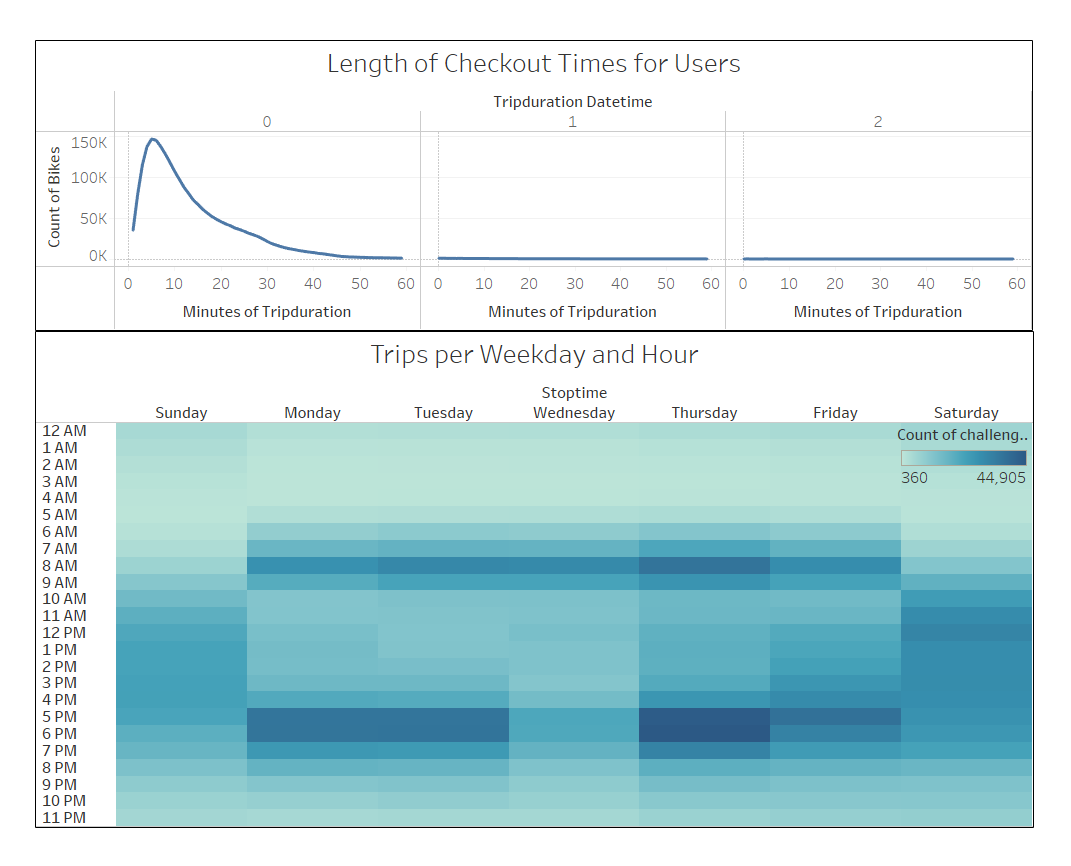 Length of Checkout Times for Users
Tripduration Datetime
0 1 2
Count of Bikes
150K
100K
50K
0K
0 10 20 30 40 50 60 0 10 20 30 40 50 60 0 10 20 30 40 50 60
Minutes of Tripduration Minutes of Tripduration Minutes of Tripduration
Trips per Weekday and Hour
Stoptime
Sunday Monday Tuesday Wednesday Thursday Friday Saturday
Count of challeng..
360 44,905
12 AM
1 AM
2 AM
3 AM
4 AM
5 AM
6 AM
7 AM
8 AM
9 AM
10 AM
11 AM
12 PM
1 PM
2 PM
3 PM
4 PM
5 PM
6 PM
7 PM
8 PM
9 PM
10 PM
11 PM